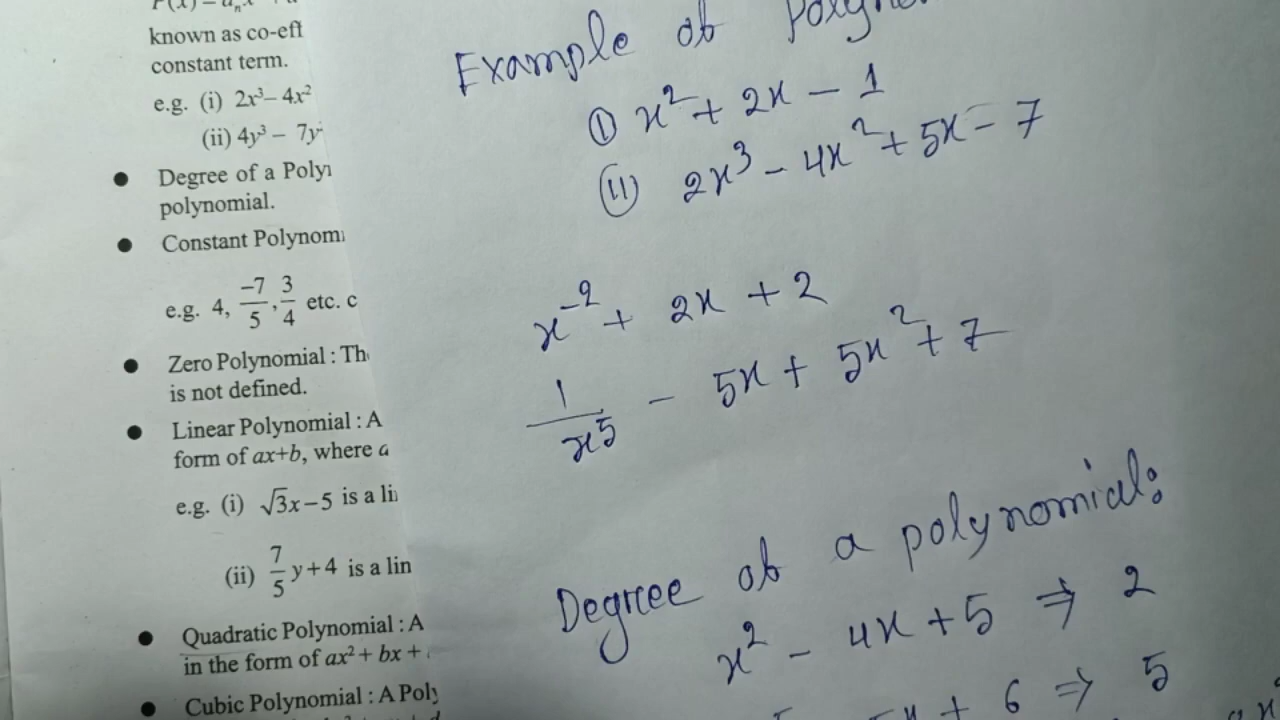 P(x) = aₙx
known as co-eff
constant term.
e.g. (i) 2x³– 4x²
(ii) 4y³ – 7y
● Degree of a Poly
polynomial.
● Constant Polynom
e.g. 4, -7/5, 3/4 etc. c
● Zero Polynomial : Th
is not defined.
● Linear Polynomial : A
form of ax+b, where a
e.g. (i) √3x–5 is a li
(ii) 7/5 y+4 is a lin
● Quadratic Polynomial : A
in the form of ax² + bx +
● Cubic Polynomial : A Poly
Example of Polyno
(I) x² + 2x – 1
(II) 2x³ – 4x² + 5x – 7
x⁻² + 2x + 2
1/x⁵ – 5x + 5x² + 7
Degree of a polynomial:
x² – 4x + 5 ⇒ 2
+ 6 ⇒ 5